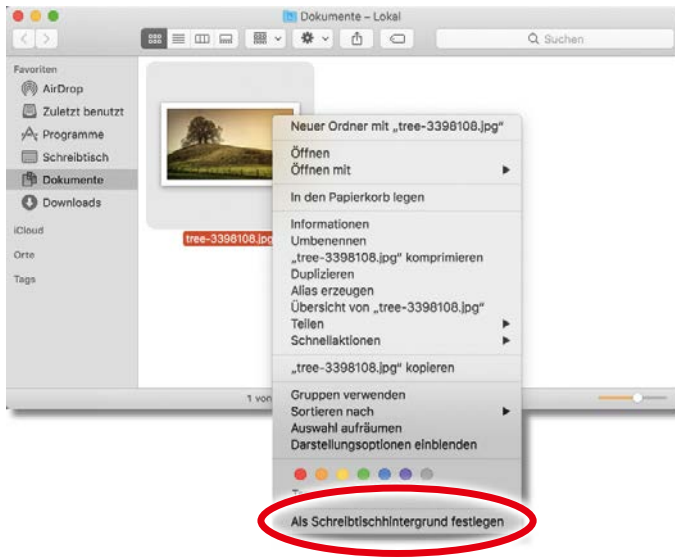 Dokumente – Lokal
Suchen
Favoriten
AirDrop
Zuletzt benutzt
Programme
Schreibtisch
Dokumente
Downloads
iCloud
Orte
Tags
tree-3398108.jpg
1 von
Neuer Ordner mit „tree-3398108.jpg“
Öffnen
Öffnen mit
In den Papierkorb legen
Informationen
Umbenennen
„tree-3398108.jpg“ komprimieren
Duplizieren
Alias erzeugen
Übersicht von „tree-3398108.jpg“
Teilen
Schnellaktionen
„tree-3398108.jpg“ kopieren
Gruppen verwenden
Sortieren nach
Auswahl aufräumen
Darstellungsoptionen einblenden
Als Schreibtischhintergrund festlegen